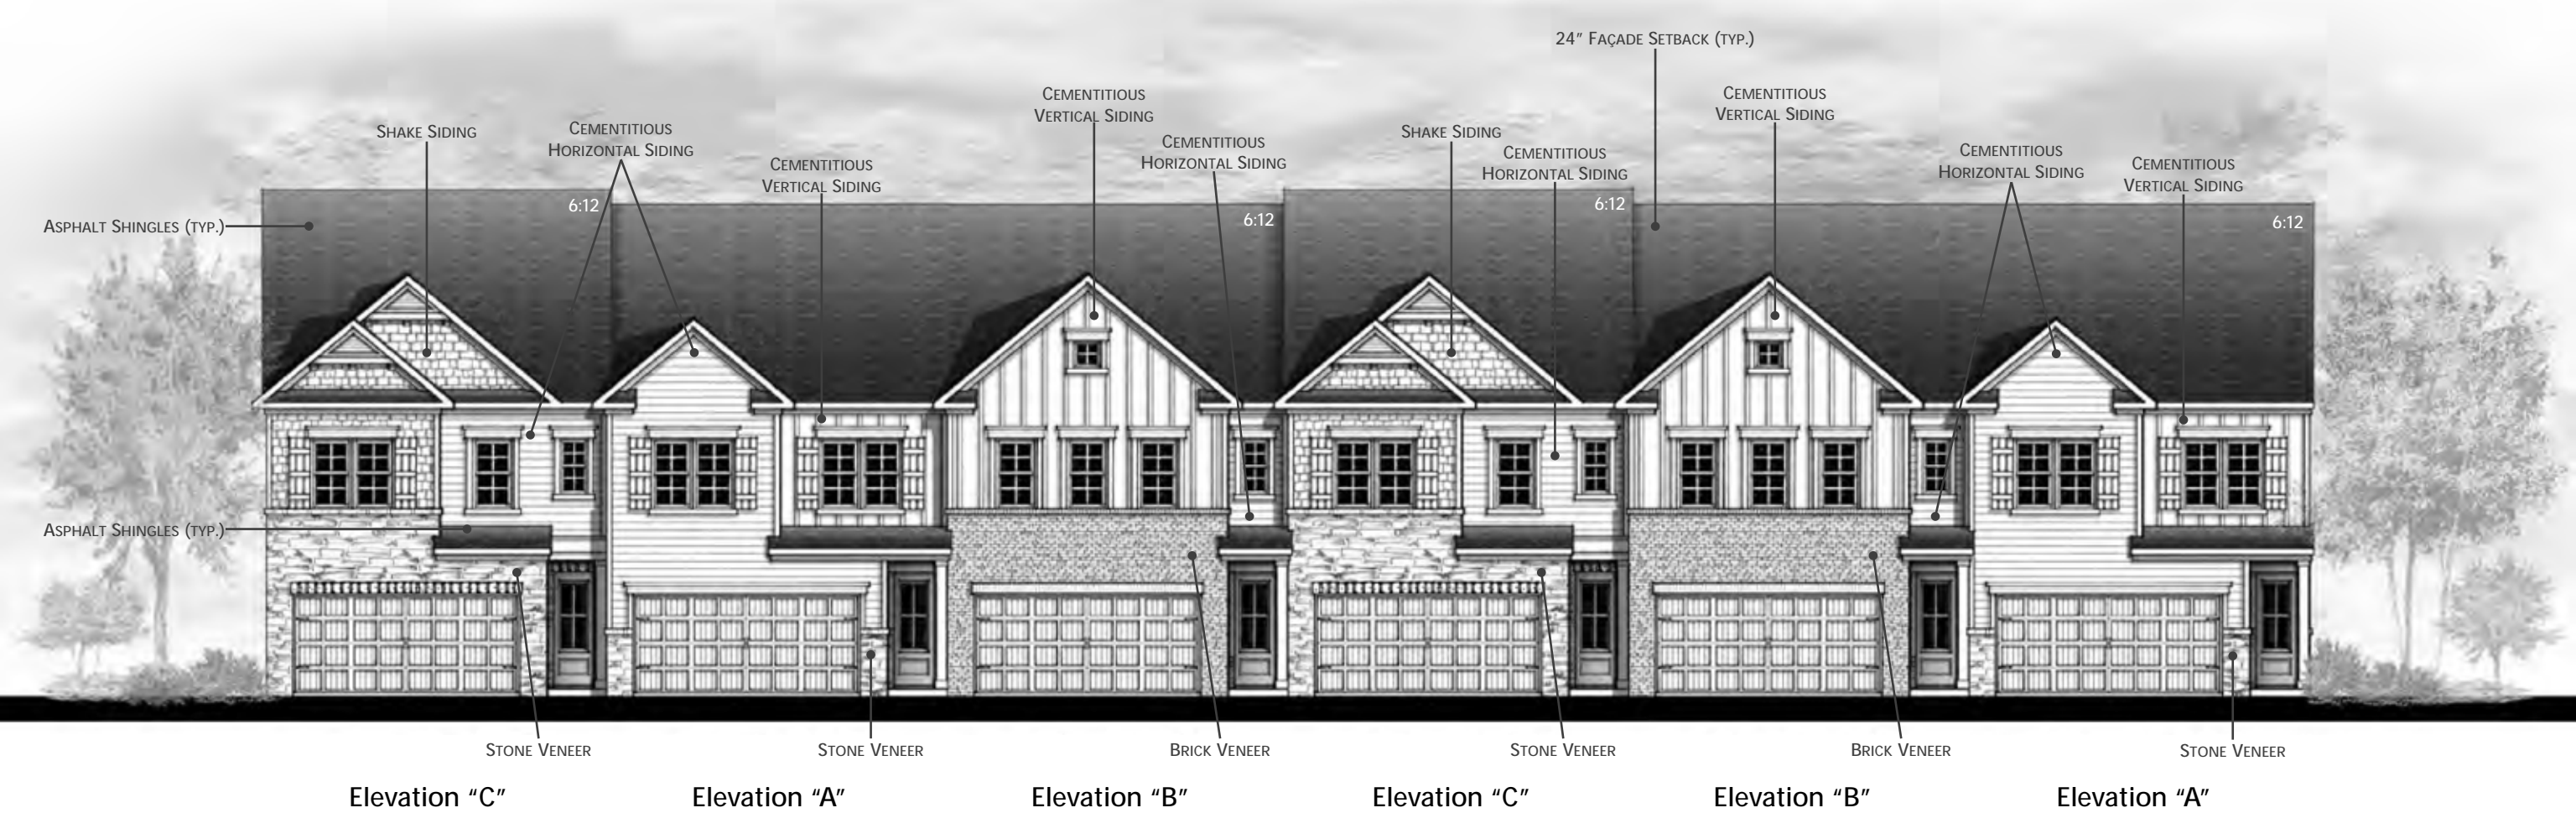 24” FAÇADE SETBACK (TYP.)
CEMENTITIOUS
VERTICAL SIDING
CEMENTITIOUS
VERTICAL SIDING
SHAKE SIDING
CEMENTITIOUS
HORIZONTAL SIDING
CEMENTITIOUS
VERTICAL SIDING
CEMENTITIOUS
HORIZONTAL SIDING
SHAKE SIDING
CEMENTITIOUS
HORIZONTAL SIDING
CEMENTITIOUS
HORIZONTAL SIDING
CEMENTITIOUS
VERTICAL SIDING
6:12
6:12
6:12
6:12
ASPHALT SHINGLES (TYP.)
ASPHALT SHINGLES (TYP.)
STONE VENEER
STONE VENEER
BRICK VENEER
STONE VENEER
BRICK VENEER
STONE VENEER
Elevation “C”
Elevation “A”
Elevation “B”
Elevation “C”
Elevation “B”
Elevation “A”